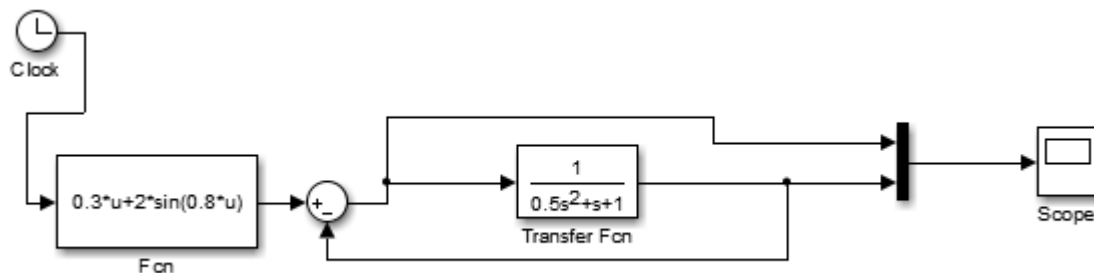 Clock
0.3*u+2*sin(0.8*u)
Fcn
+
−
1
0.5s²+s+1
Transfer Fcn
Scope